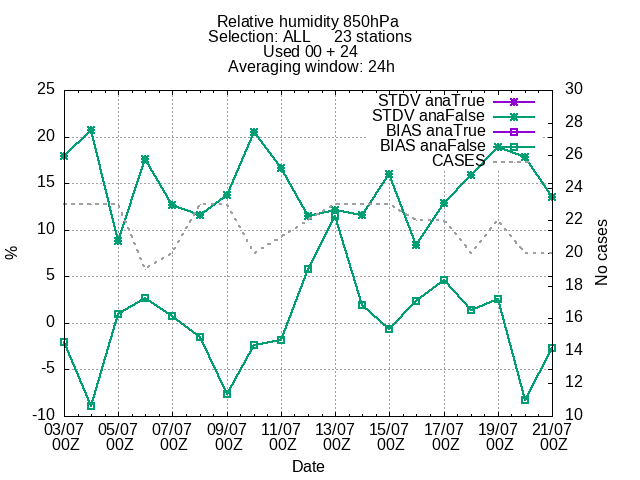 Relative humidity 850hPa
Selection: ALL 23 stations
Used 00 + 24
Averaging window: 24h
25 30
STDV anaTrue
28
STDV anaFalse
20
BIAS anaTrue
BIAS anaFalse
26
CASES
15
24
10
22
% No cases
20
5
18
0
16
-5
14
12
-10 10
03/07 05/07 07/07 09/07 11/07 13/07 15/07 17/07 19/07 21/07
00Z 00Z 00Z 00Z 00Z 00Z 00Z 00Z 00Z 00Z
Date